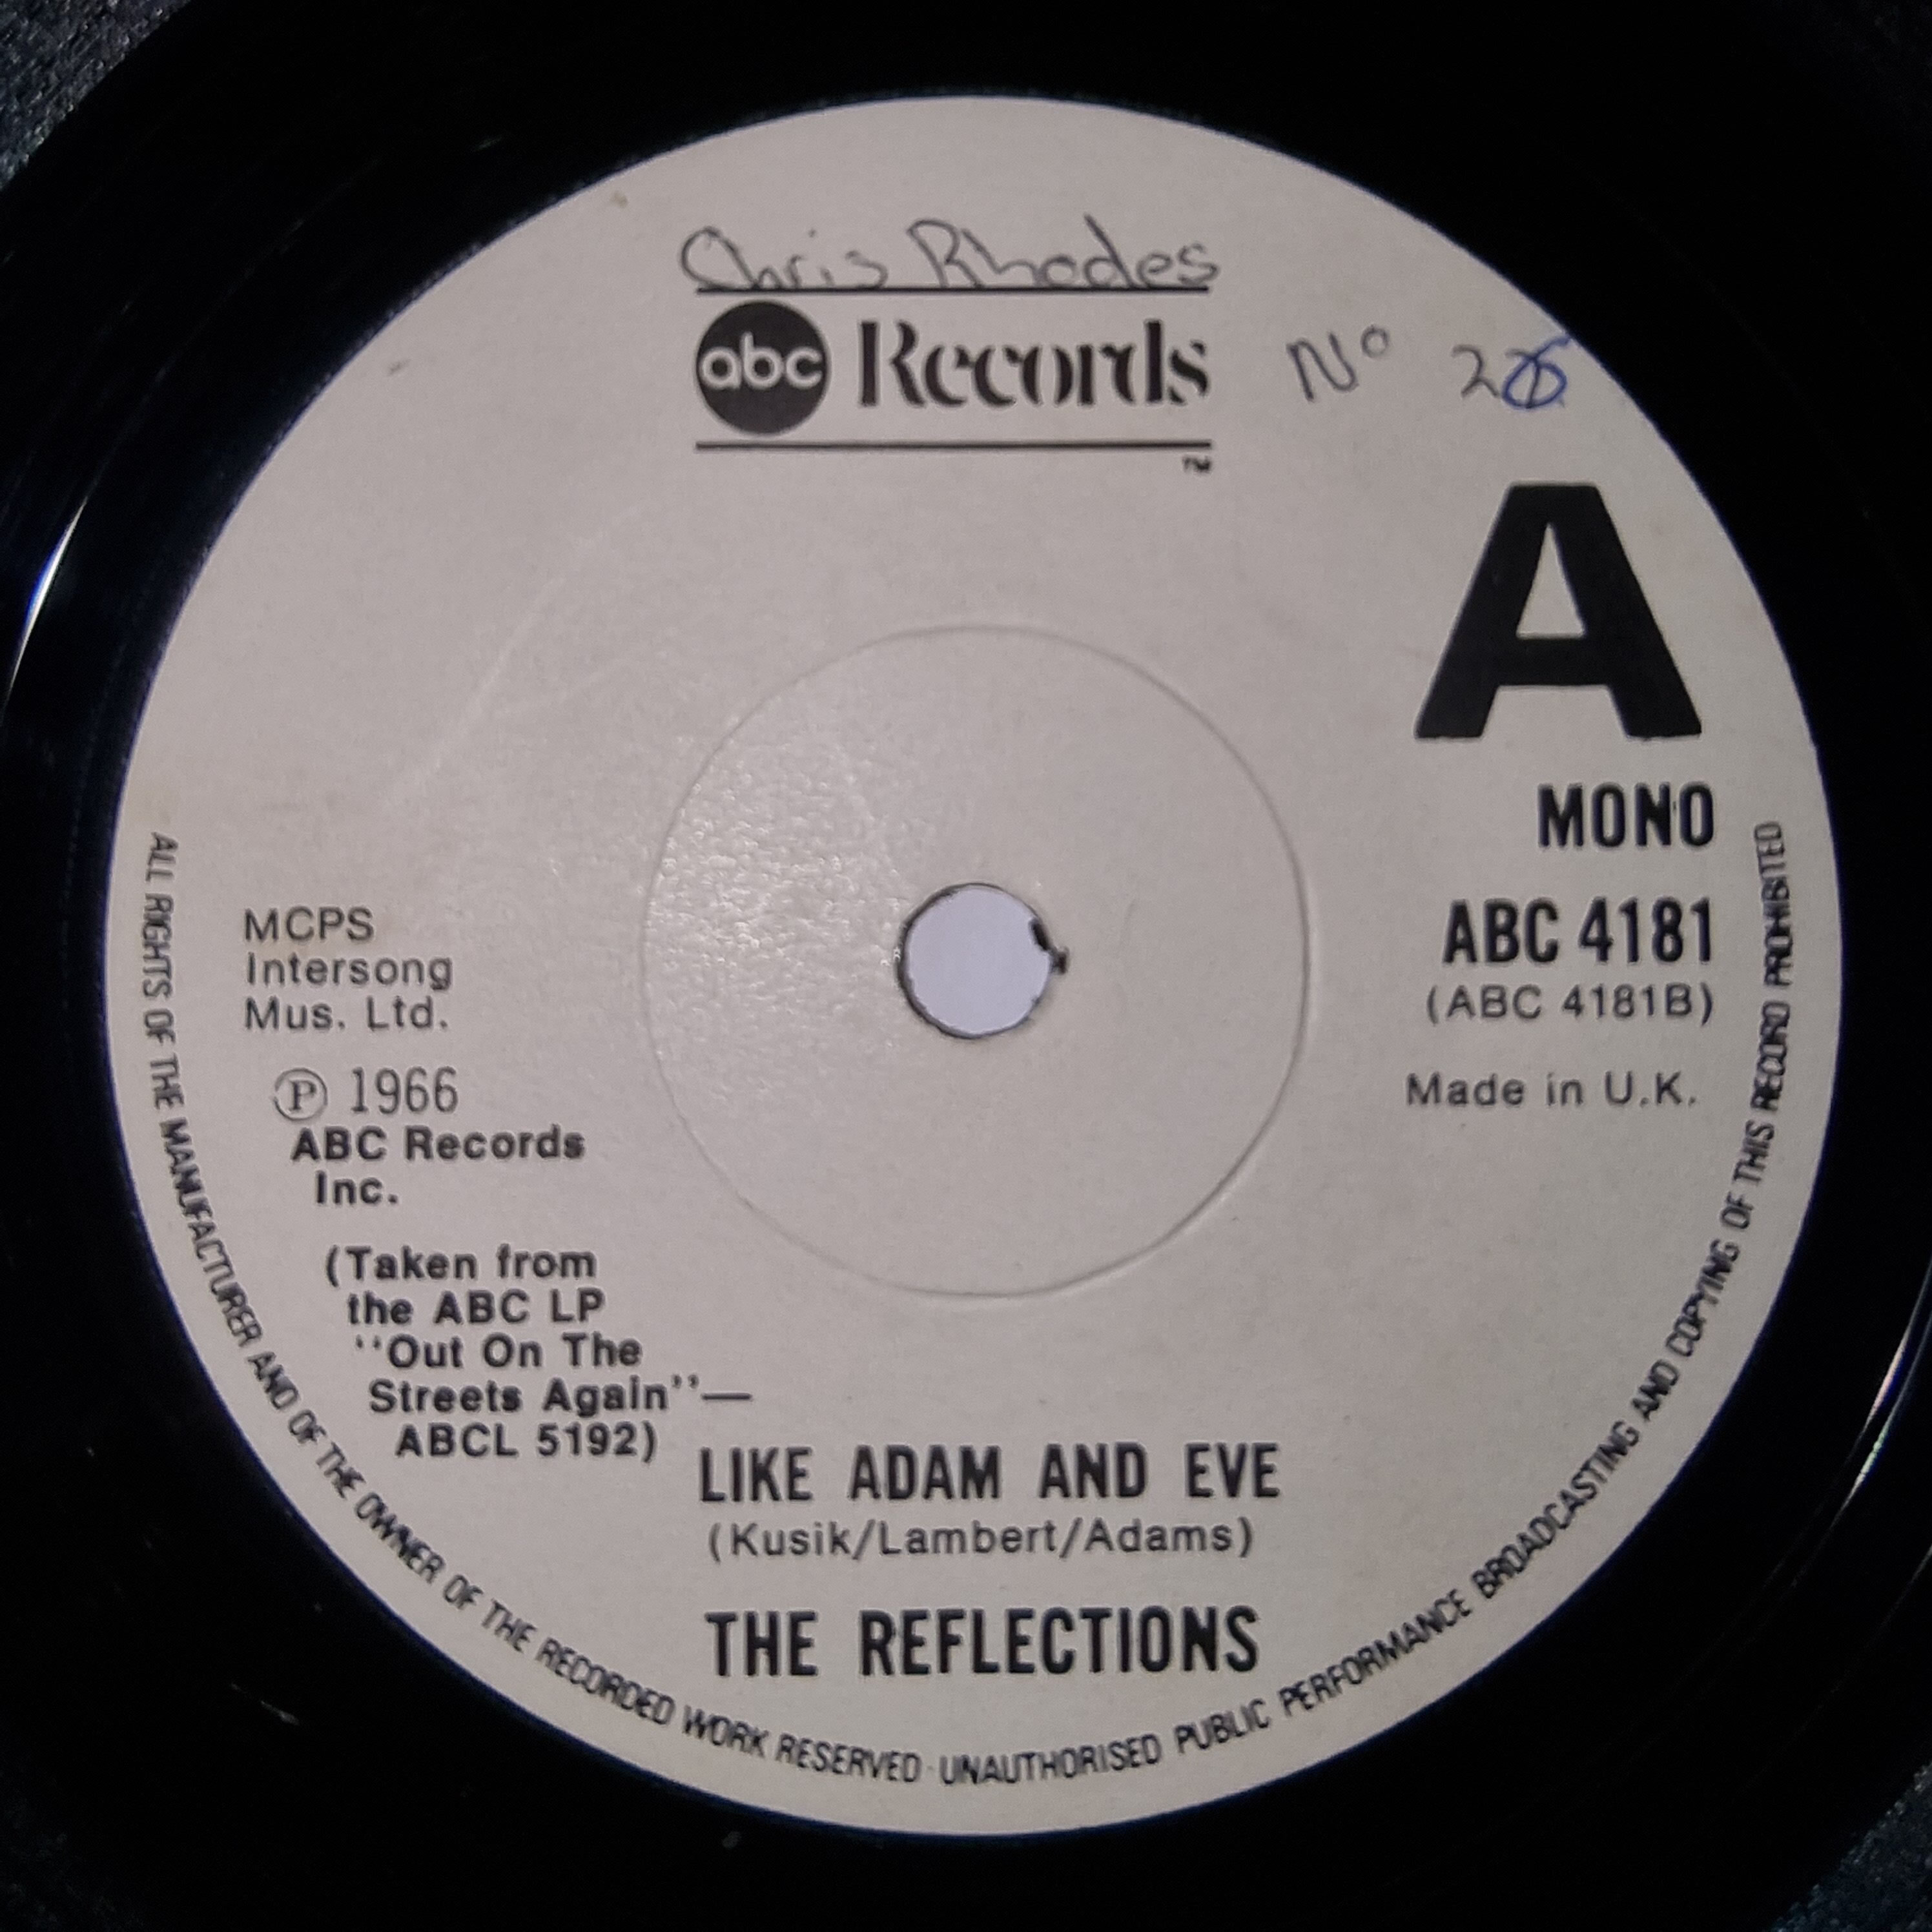 Chris Rhodes
abc Records
TM
Nº 26
A
MONO
ABC 4181
(ABC 4181B)
Made in U.K.
MCPS
Intersong
Mus. Ltd.
Ⓟ 1966
ABC Records
Inc.
(Taken from
the ABC LP
''Out On The
Streets Again''—
ABCL 5192)
LIKE ADAM AND EVE
(Kusik/Lambert/Adams)
THE REFLECTIONS
ALL RIGHTS OF THE MANUFACTURER AND OF THE OWNER OF THE RECORDED WORK RESERVED · UNAUTHORISED PUBLIC PERFORMANCE BROADCASTING AND COPYING OF THIS RECORD PROHIBITED